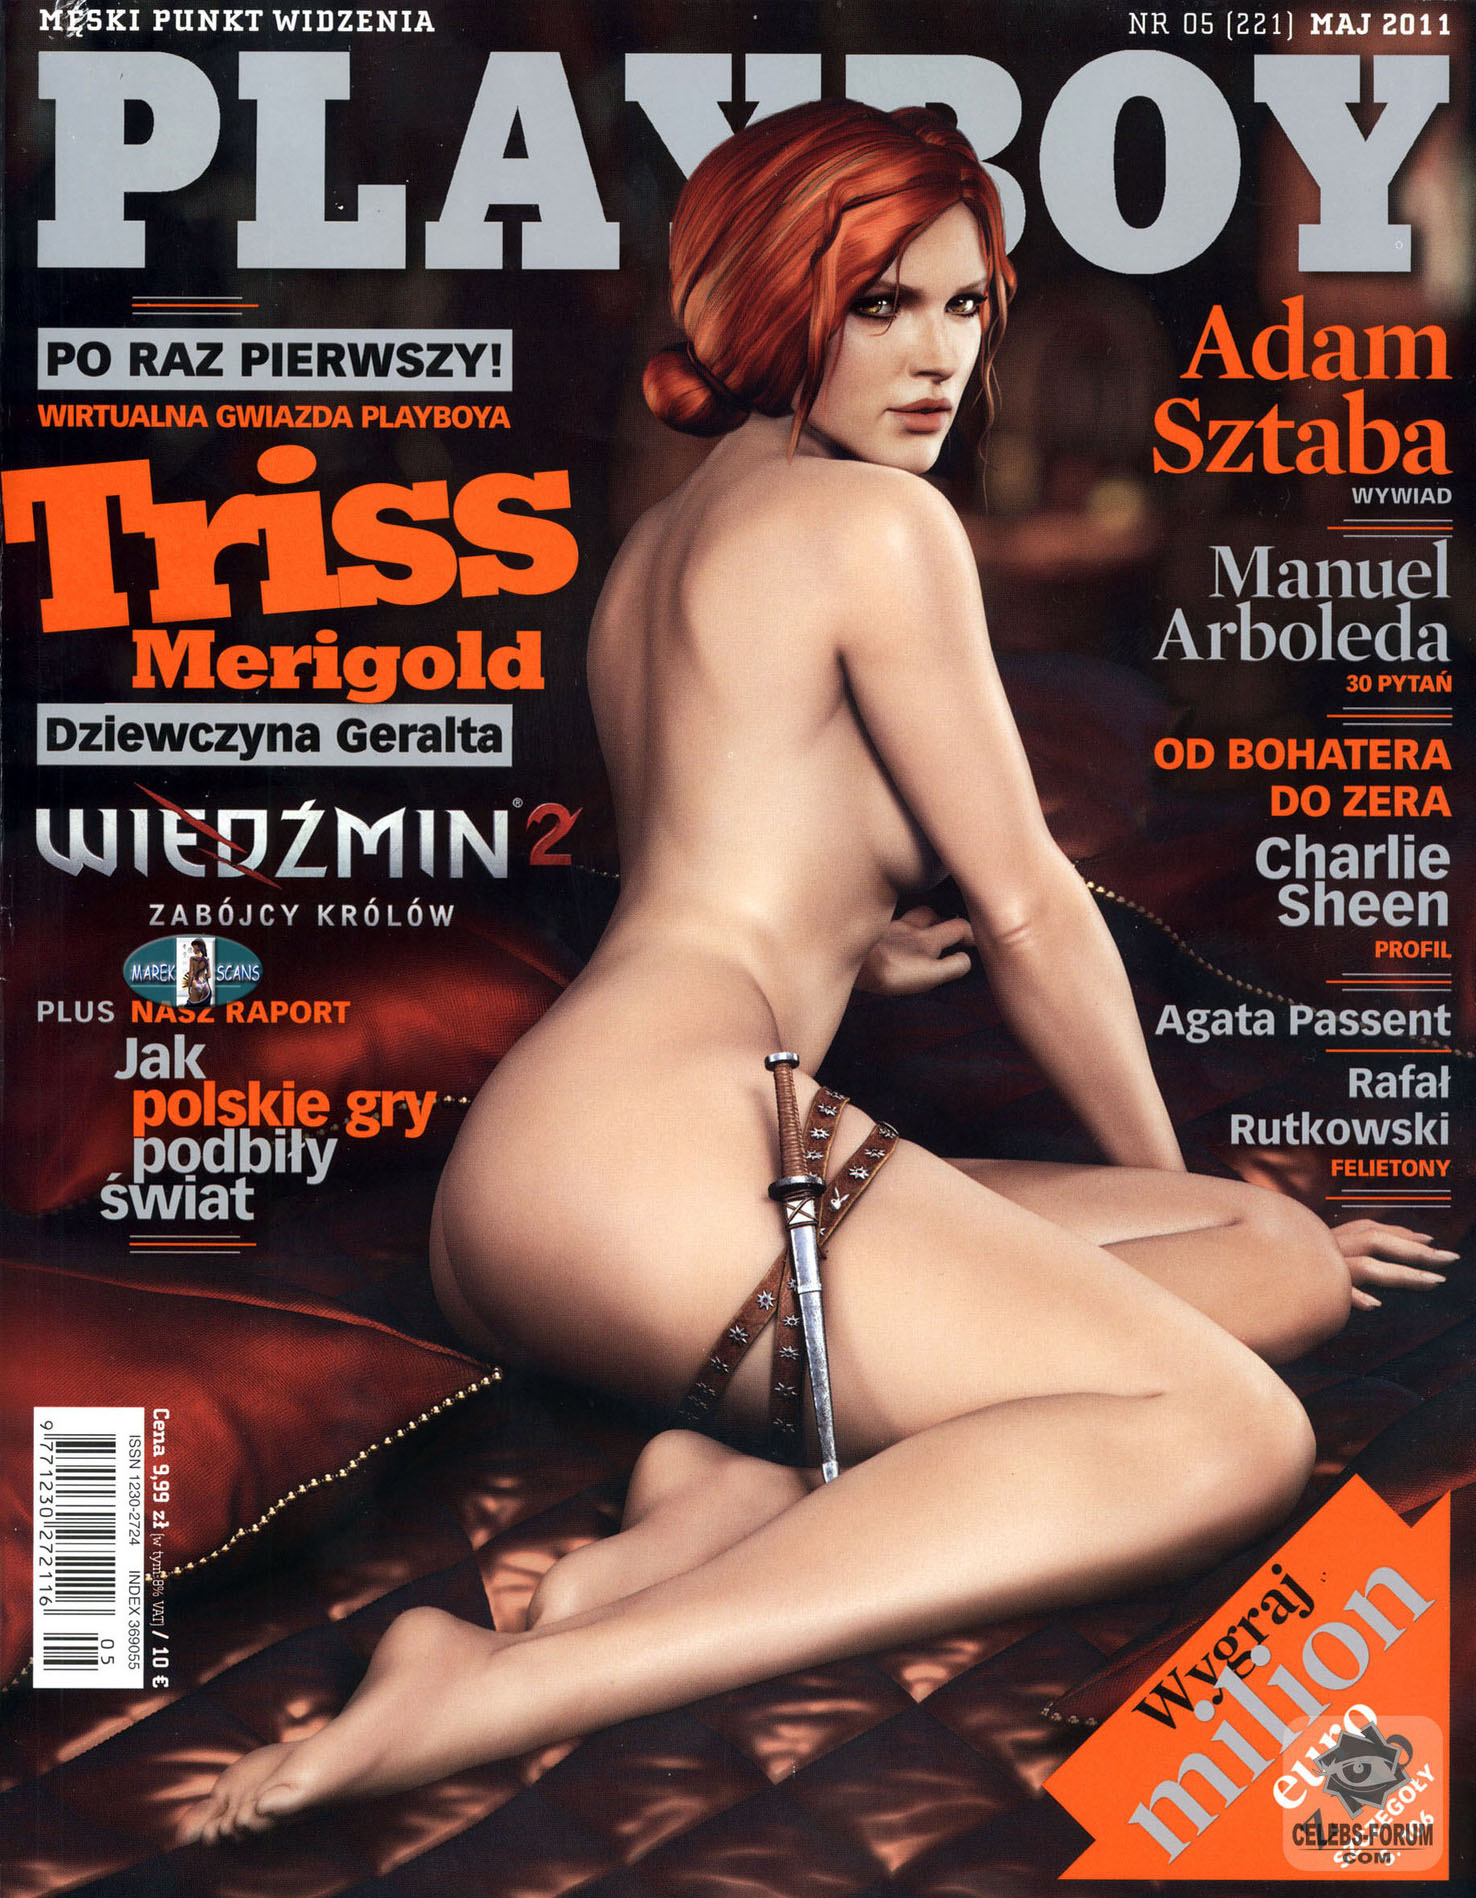 MĘSKI PUNKT WIDZENIA
NR 05 (221) MAJ 2011
PLAYBOY
PO RAZ PIERWSZY!
WIRTUALNA GWIAZDA PLAYBOYA
Triss
Merigold
Dziewczyna Geralta
WIEDŹMIN® 2
ZABÓJCY KRÓLÓW
MAREK SCANS
PLUS NASZ RAPORT
Jak
polskie gry
podbiły
świat
Adam
Sztaba
WYWIAD
Manuel
Arboleda
30 PYTAŃ
OD BOHATERA
DO ZERA
Charlie
Sheen
PROFIL
Agata Passent
Rafał
Rutkowski
FELIETONY
Cena 9,99 zł [w tym 8% VAT] / 10 €
ISSN 1230-2724 INDEX 369055
9 771230 272116
05
Wygraj
milion
euro
CELEBS-FORUM
.COM